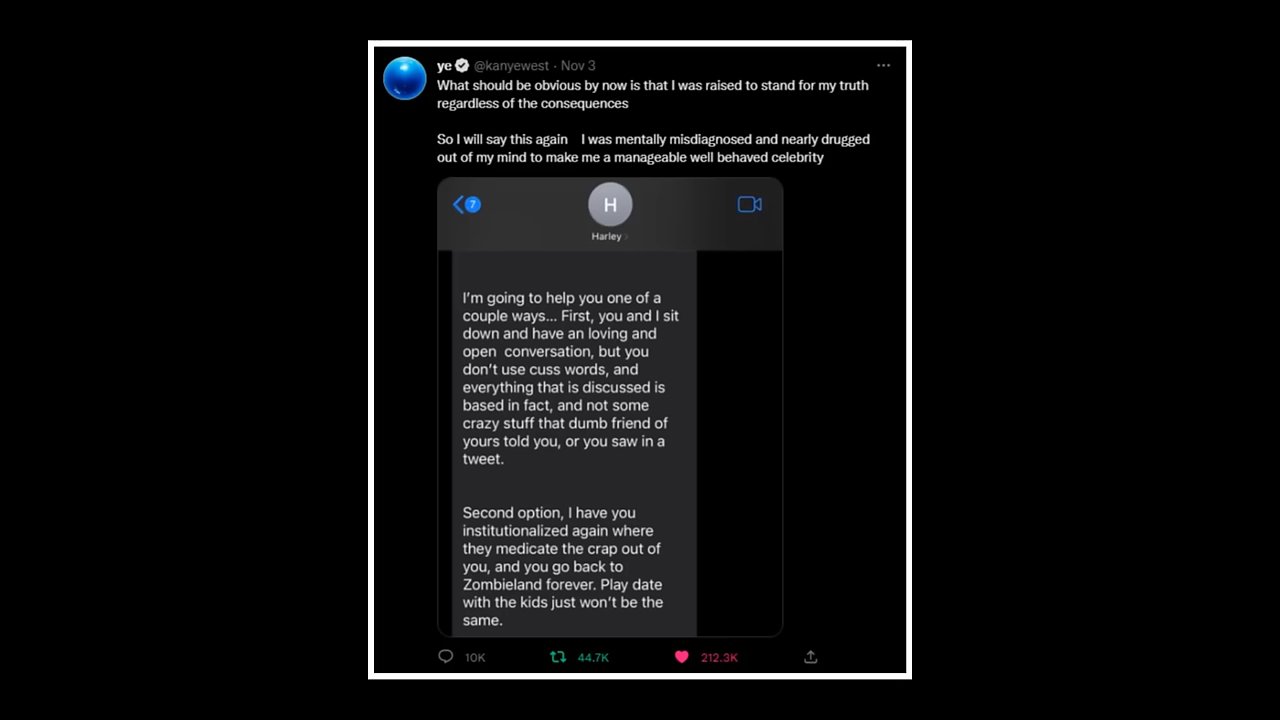 ye @kanyewest · Nov 3 ...
What should be obvious by now is that I was raised to stand for my truth
regardless of the consequences
So I will say this again I was mentally misdiagnosed and nearly drugged
out of my mind to make me a manageable well behaved celebrity
7
H
Harley
I'm going to help you one of a
couple ways... First, you and I sit
down and have an loving and
open conversation, but you
don't use cuss words, and
everything that is discussed is
based in fact, and not some
crazy stuff that dumb friend of
yours told you, or you saw in a
tweet.
Second option, I have you
institutionalized again where
they medicate the crap out of
you, and you go back to
Zombieland forever. Play date
with the kids just won't be the
same.
10K 44.7K 212.3K